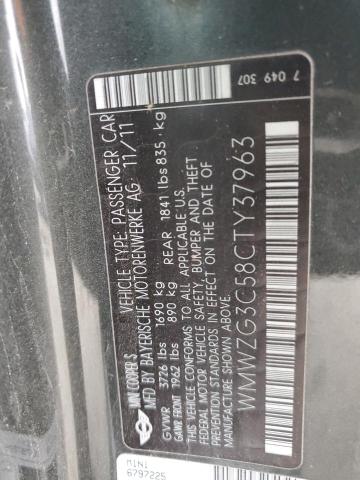 MINI COOPER S
VEHICLE TYPE: PASSENGER CAR
MFD BY BAYERISCHE MOTORENWERKE AG 11/11
GVWR 3726 lbs 1690 kg
GAWR FRONT 1962 lbs 890 kg REAR 1841 lbs 835 kg
THIS VEHICLE CONFORMS TO ALL APPLICABLE U.S.
FEDERAL MOTOR VEHICLE SAFETY, BUMPER AND THEFT
PREVENTION STANDARDS IN EFFECT ON THE DATE OF
MANUFACTURE SHOWN ABOVE.
WMWZG3C58CTY37963
7 049 307
MINI
6797225